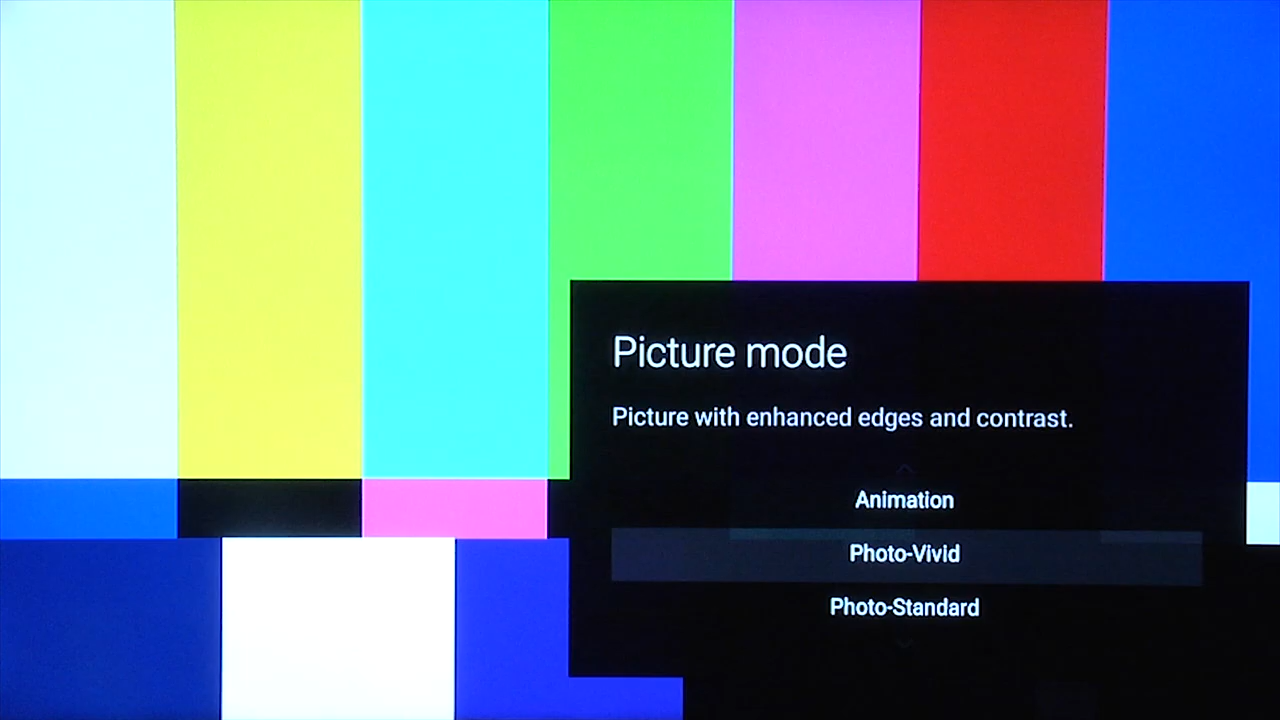 Picture mode
Picture with enhanced edges and contrast.
Animation
Photo-Vivid
Photo-Standard